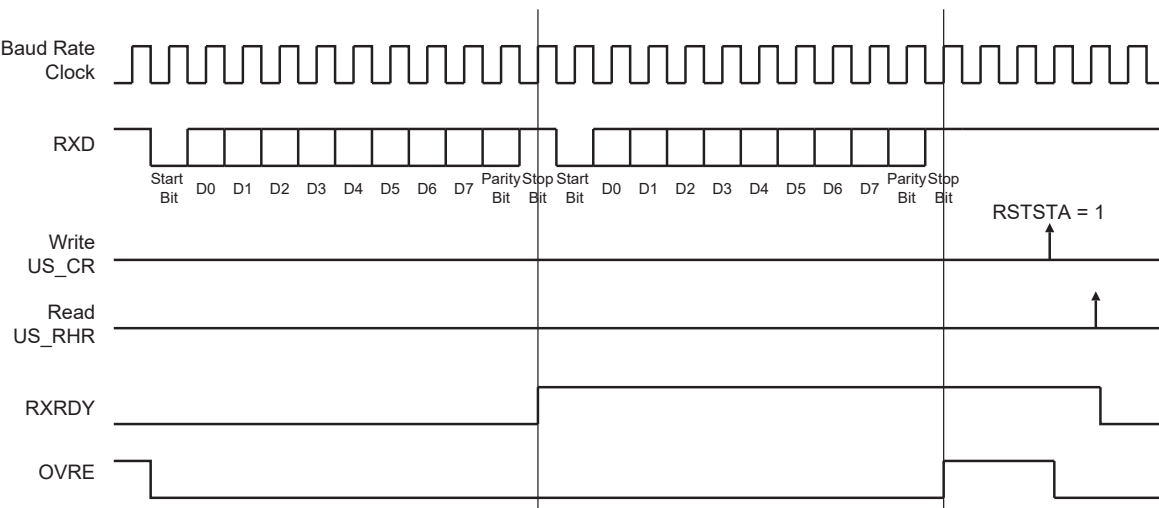 Baud Rate
Clock
RXD
Start
Bit
D0
D1
D2
D3
D4
D5
D6
D7
Parity
Bit
Stop
Bit
Start
Bit
D0
D1
D2
D3
D4
D5
D6
D7
Parity
Bit
Stop
Bit
RSTSTA = 1
Write
US_CR
Read
US_RHR
RXRDY
OVRE